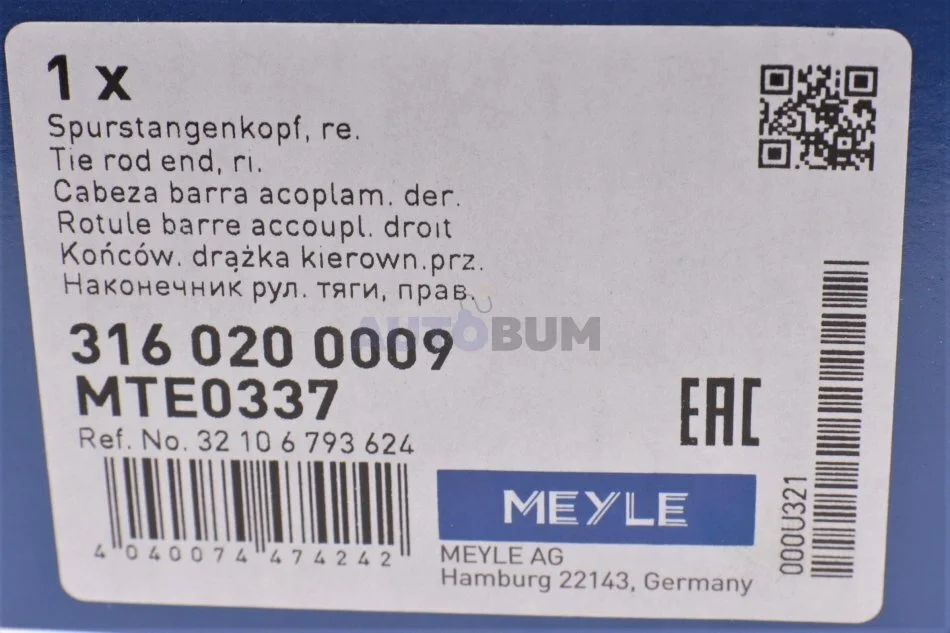 1 x
Spurstangenkopf, re.
Tie rod end, ri.
Cabeza barra acoplam. der.
Rotule barre accoupl. droit
Końców. drążka kierown.prz.
Наконечник рул. тяги, прав.
AUTOBUM
316 020 0009
MTE0337
Ref. No. 32 10 6 793 624
4 040074 474242
EAC
MEYLE
MEYLE AG
Hamburg 22143, Germany
000U321